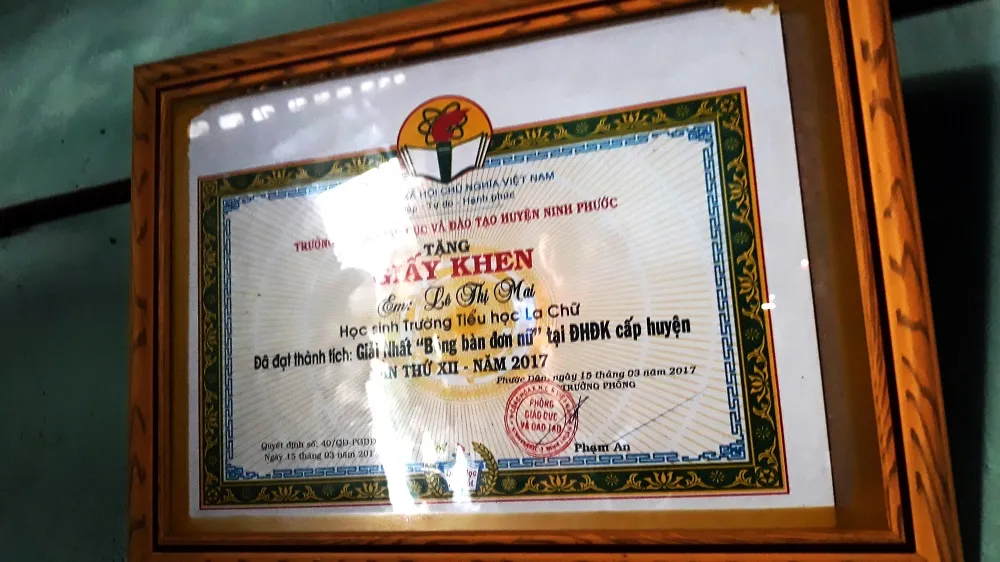 XÃ HỘI CHỦ NGHĨA VIỆT NAM
Tự do - Hạnh phúc
TRƯỞNG ỤC VÀ ĐÀO TẠO HUYỆN NINH PHƯỚC
TẶNG
GIẤY KHEN
Em: Lê Thị Mai
Học sinh Trường Tiểu học La Chữ
Đã đạt thành tích: Giải Nhất "Bóng bàn đơn nữ" tại ĐHĐK cấp huyện
LẦN THỨ XII - NĂM 2017
Phước Dân, ngày 15 tháng 03 năm 2017
TRƯỞNG PHÒNG
PHÒNG
GIÁO DỤC
VÀ ĐÀO TẠO
Phạm An
Quyết định số: 40/QĐ-PGDĐ
Ngày 15 tháng 03 năm 201